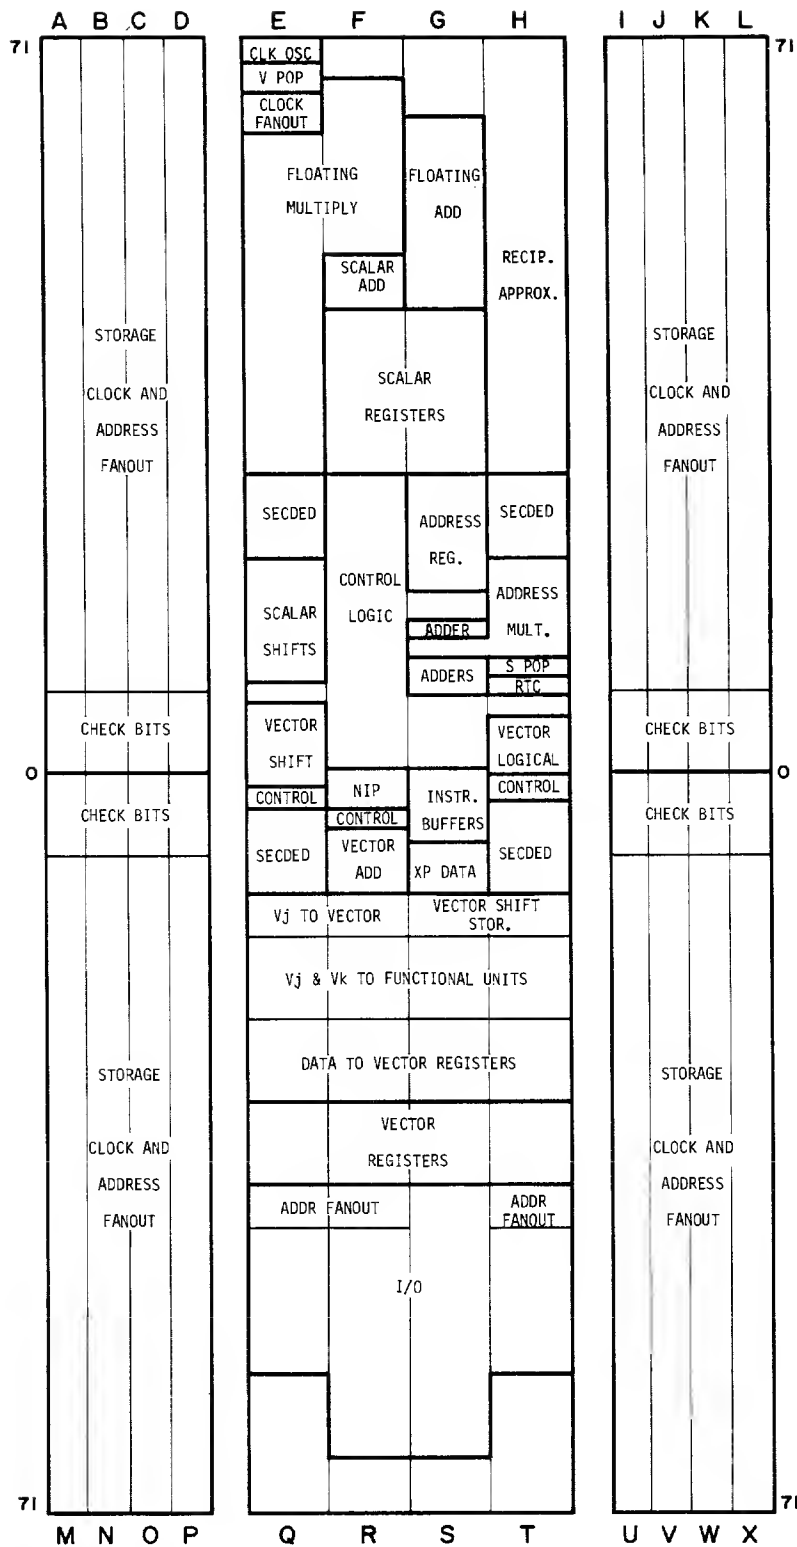 A B C D
E F G H
I J K L
71
71
CLK OSC
V POP
CLOCK
FANOUT
FLOATING
MULTIPLY
FLOATING
ADD
SCALAR
ADD
RECIP.
APPROX.
STORAGE
CLOCK AND
ADDRESS
FANOUT
SCALAR
REGISTERS
STORAGE
CLOCK AND
ADDRESS
FANOUT
SECDED
ADDRESS
REG.
SECDED
CONTROL
LOGIC
SCALAR
SHIFTS
ADDRESS
MULT.
ADDER
ADDERS
S POP
RTC
CHECK BITS
VECTOR
SHIFT
VECTOR
LOGICAL
CHECK BITS
0
0
CHECK BITS
CONTROL
NIP
INSTR.
BUFFERS
CONTROL
CHECK BITS
CONTROL
SECDED
VECTOR
ADD
XP DATA
SECDED
Vj TO VECTOR
VECTOR SHIFT
STOR.
Vj & Vk TO FUNCTIONAL UNITS
DATA TO VECTOR REGISTERS
STORAGE
CLOCK AND
ADDRESS
FANOUT
VECTOR
REGISTERS
STORAGE
CLOCK AND
ADDRESS
FANOUT
ADDR FANOUT
ADDR
FANOUT
I/O
71
71
M N O P
Q R S T
U V W X